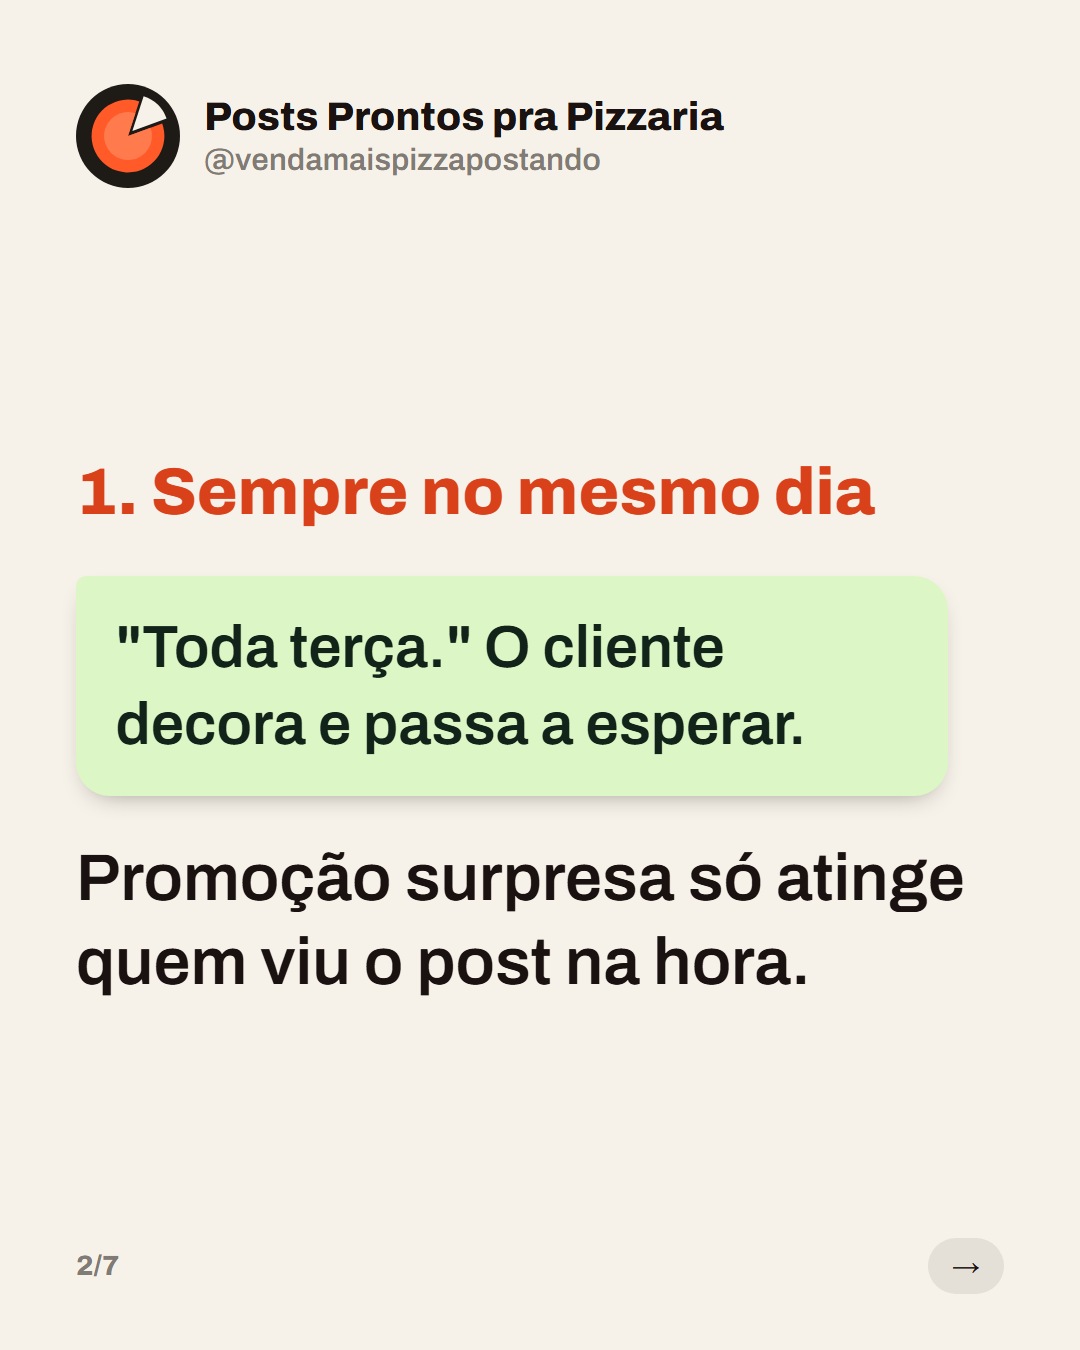 Posts Prontos pra Pizzaria
@vendamaispizzapostando
1. Sempre no mesmo dia
"Toda terça." O cliente
decora e passa a esperar.
Promoção surpresa só atinge
quem viu o post na hora.
2/7
→